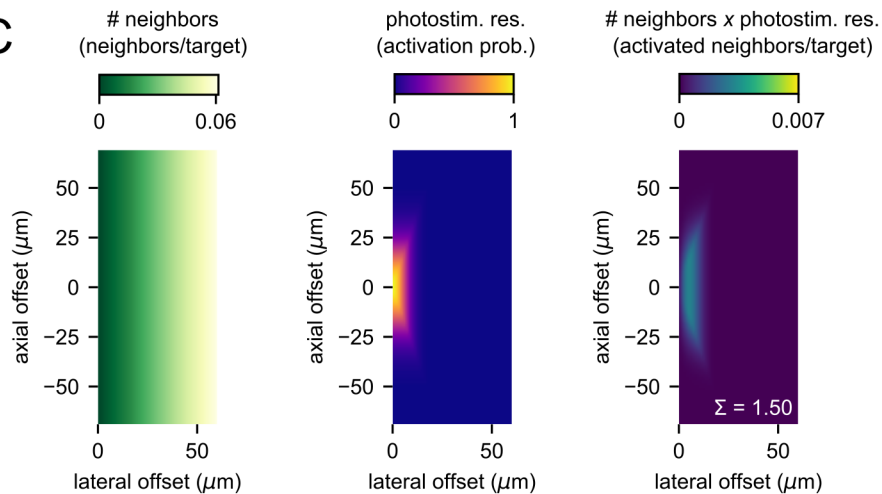 C
# neighbors
(neighbors/target)
0
0.06
50
25
0
−25
−50
axial offset (μm)
0
50
lateral offset (μm)
photostim. res.
(activation prob.)
0
1
50
25
0
−25
−50
axial offset (μm)
0
50
lateral offset (μm)
# neighbors x photostim. res.
(activated neighbors/target)
0
0.007
50
25
0
−25
−50
axial offset (μm)
Σ = 1.50
0
50
lateral offset (μm)